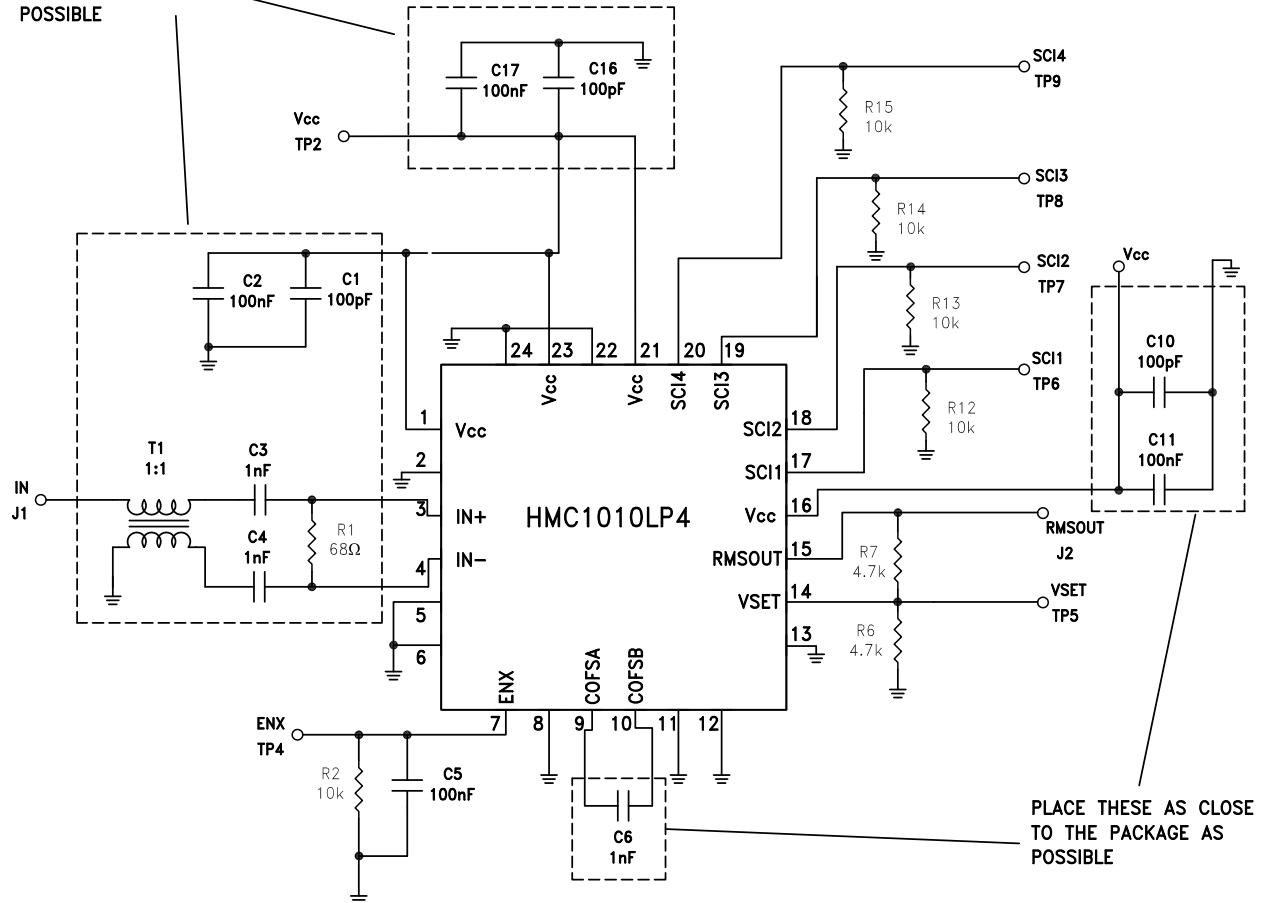 POSSIBLE
C17
100nF
C16
100pF
Vcc
TP2
SCI4
TP9
R15
10k
SCI3
TP8
R14
10k
SCI2
TP7
R13
10k
SCI1
TP6
R12
10k
Vcc
C10
100pF
C11
100nF
C2
100nF
C1
100pF
24
23
22
21
20
19
Vcc
Vcc
SCI4
SCI3
1
Vcc
2
3
IN+
4
IN-
5
6
HMC1010LP4
SCI2
18
SCI1
17
Vcc
16
RMSOUT
15
VSET
14
13
T1
1:1
C3
1nF
IN
J1
C4
1nF
R1
68Ω
RMSOUT
J2
R7
4.7k
VSET
TP5
R6
4.7k
ENX
COFSA
COFSB
7
8
9
10
11
12
ENX
TP4
R2
10k
C5
100nF
C6
1nF
PLACE THESE AS CLOSE
TO THE PACKAGE AS
POSSIBLE